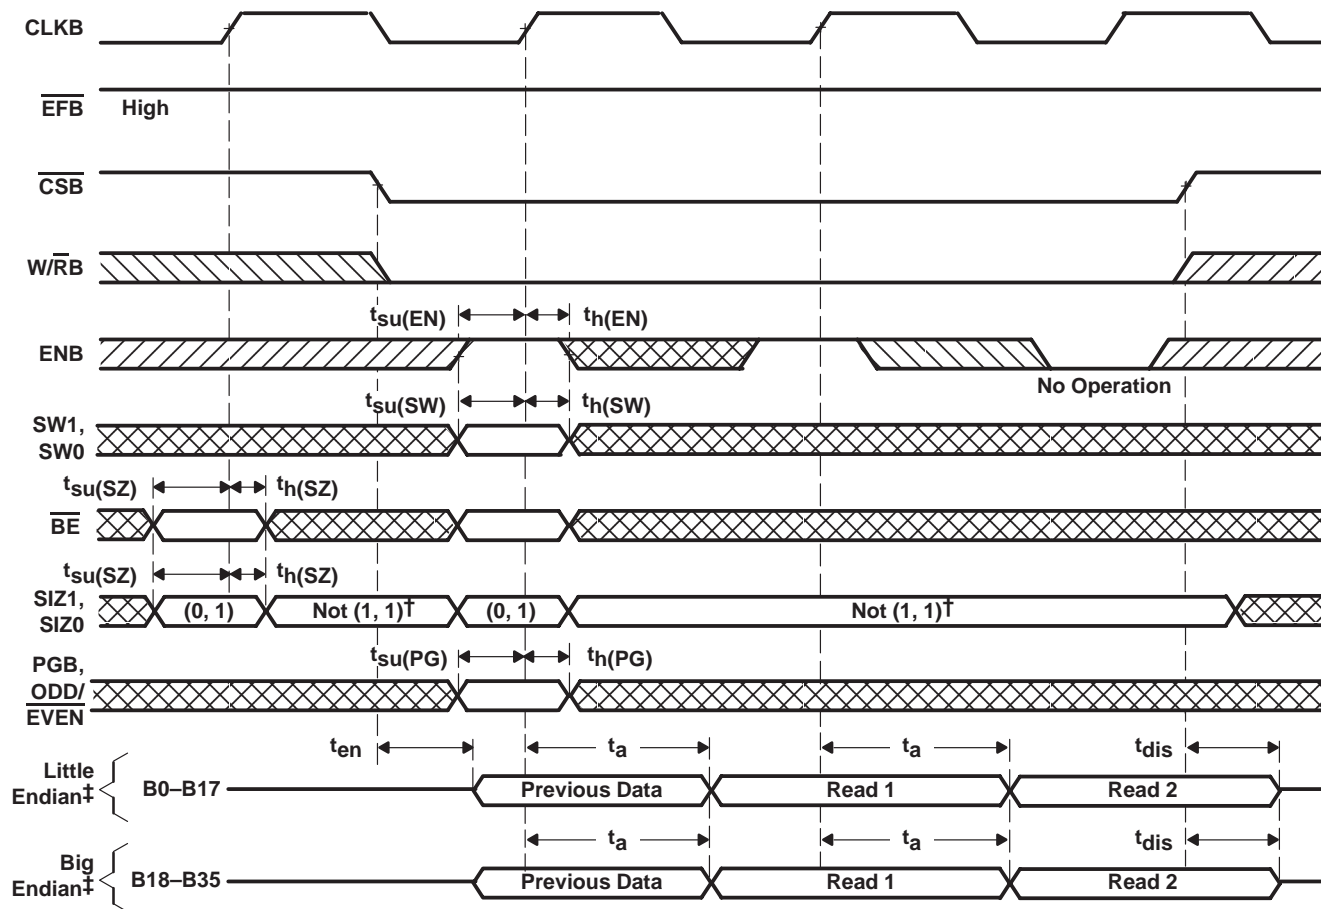 CLKB
EFB High
CSB
W/RB
tsu(EN) th(EN)
ENB
No Operation
tsu(SW) th(SW)
SW1,
SW0
tsu(SZ) th(SZ)
BE
tsu(SZ) th(SZ)
SIZ1,
SIZ0
(0, 1) Not (1, 1)† (0, 1) Not (1, 1)†
tsu(PG) th(PG)
PGB,
ODD/
EVEN
ten ta ta tdis
Little
Endian‡
B0–B17 Previous Data Read 1 Read 2
ta ta tdis
Big
Endian‡
B18–B35 Previous Data Read 1 Read 2